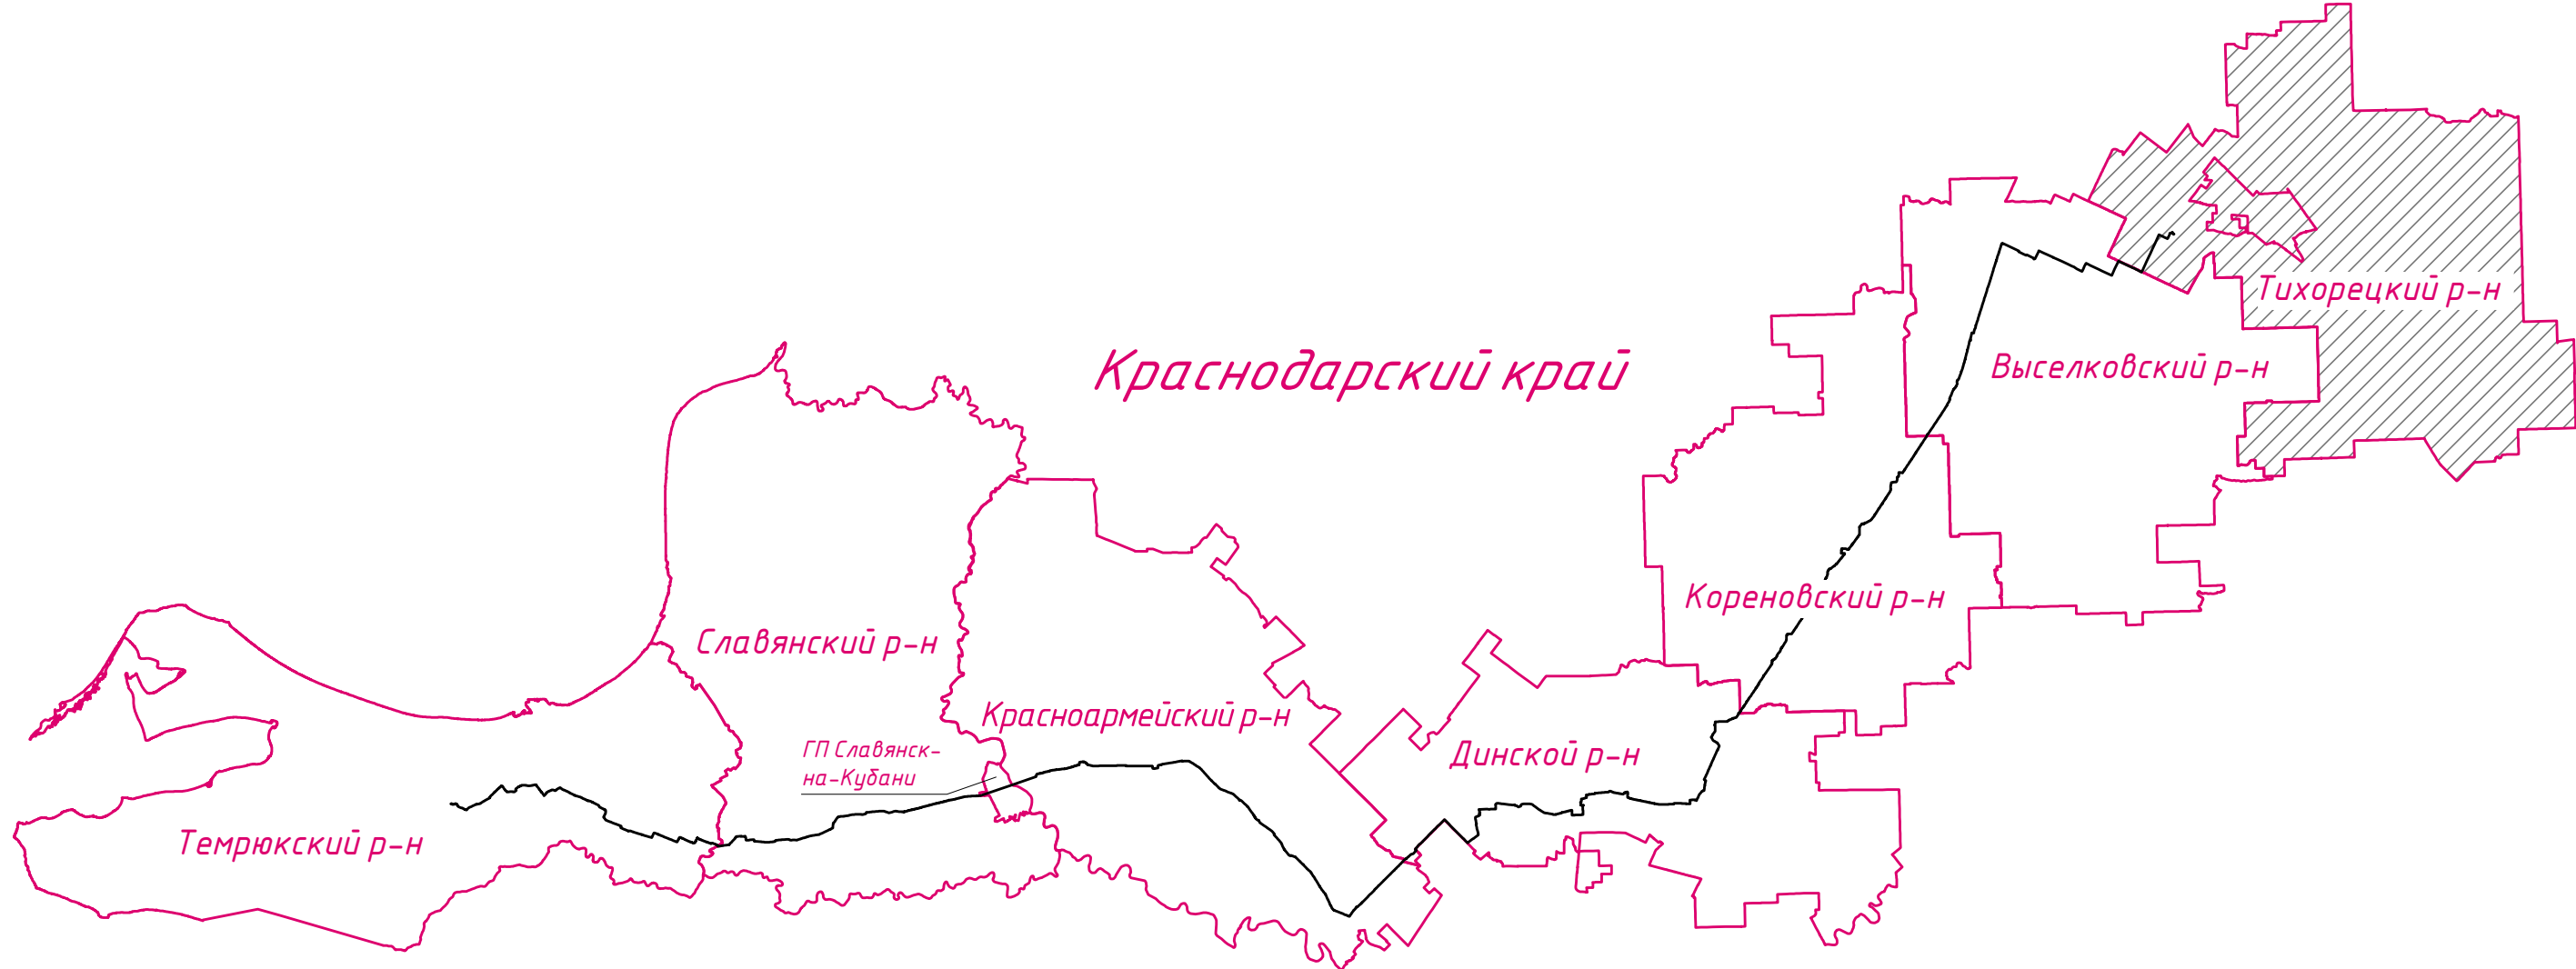 Краснодарский край
Тихорецкий р-н
Выселковский р-н
Кореновский р-н
Славянский р-н
Красноармейский р-н
ГП Славянск-
на-Кубани
Динской р-н
Темрюкский р-н